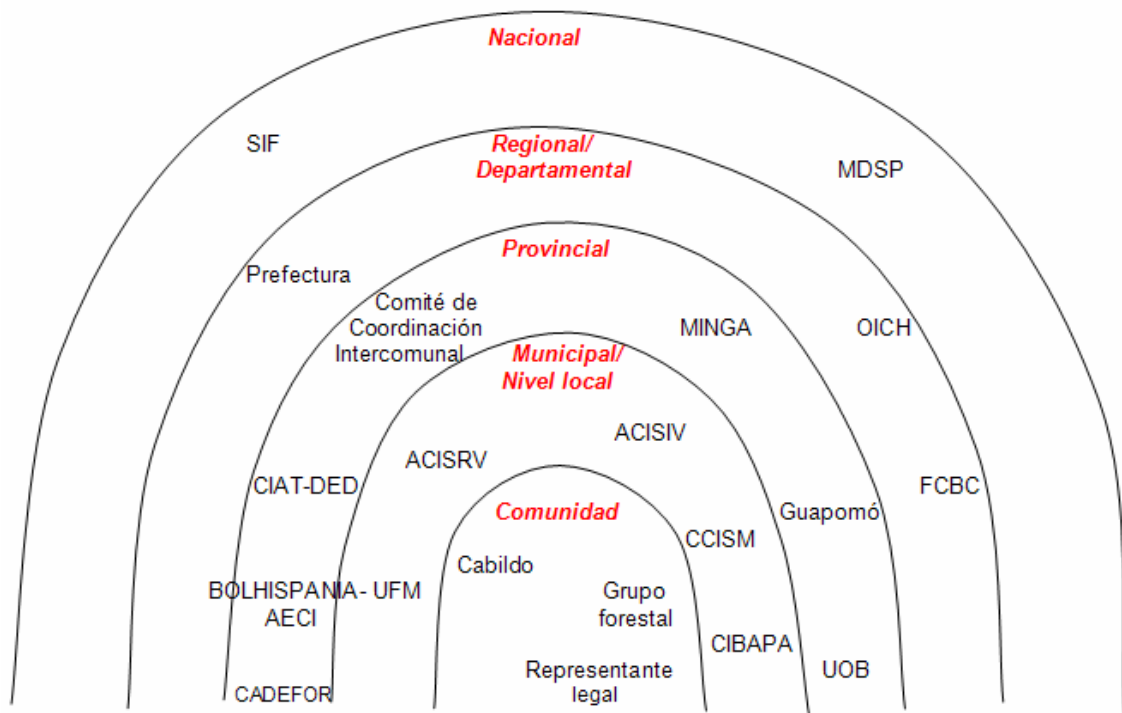 Nacional
SIF
MDSP
Regional/
Departamental
Prefectura
OICH
FCBC
Provincial
Comité de
Coordinación
Intercomunal
MINGA
CIAT-DED
Guapomó
BOLHISPANIA - UFM
AECI
CADEFOR
UOB
Municipal/
Nivel local
ACISRV
ACISIV
CCISM
CIBAPA
Comunidad
Cabildo
Grupo
forestal
Representante
legal